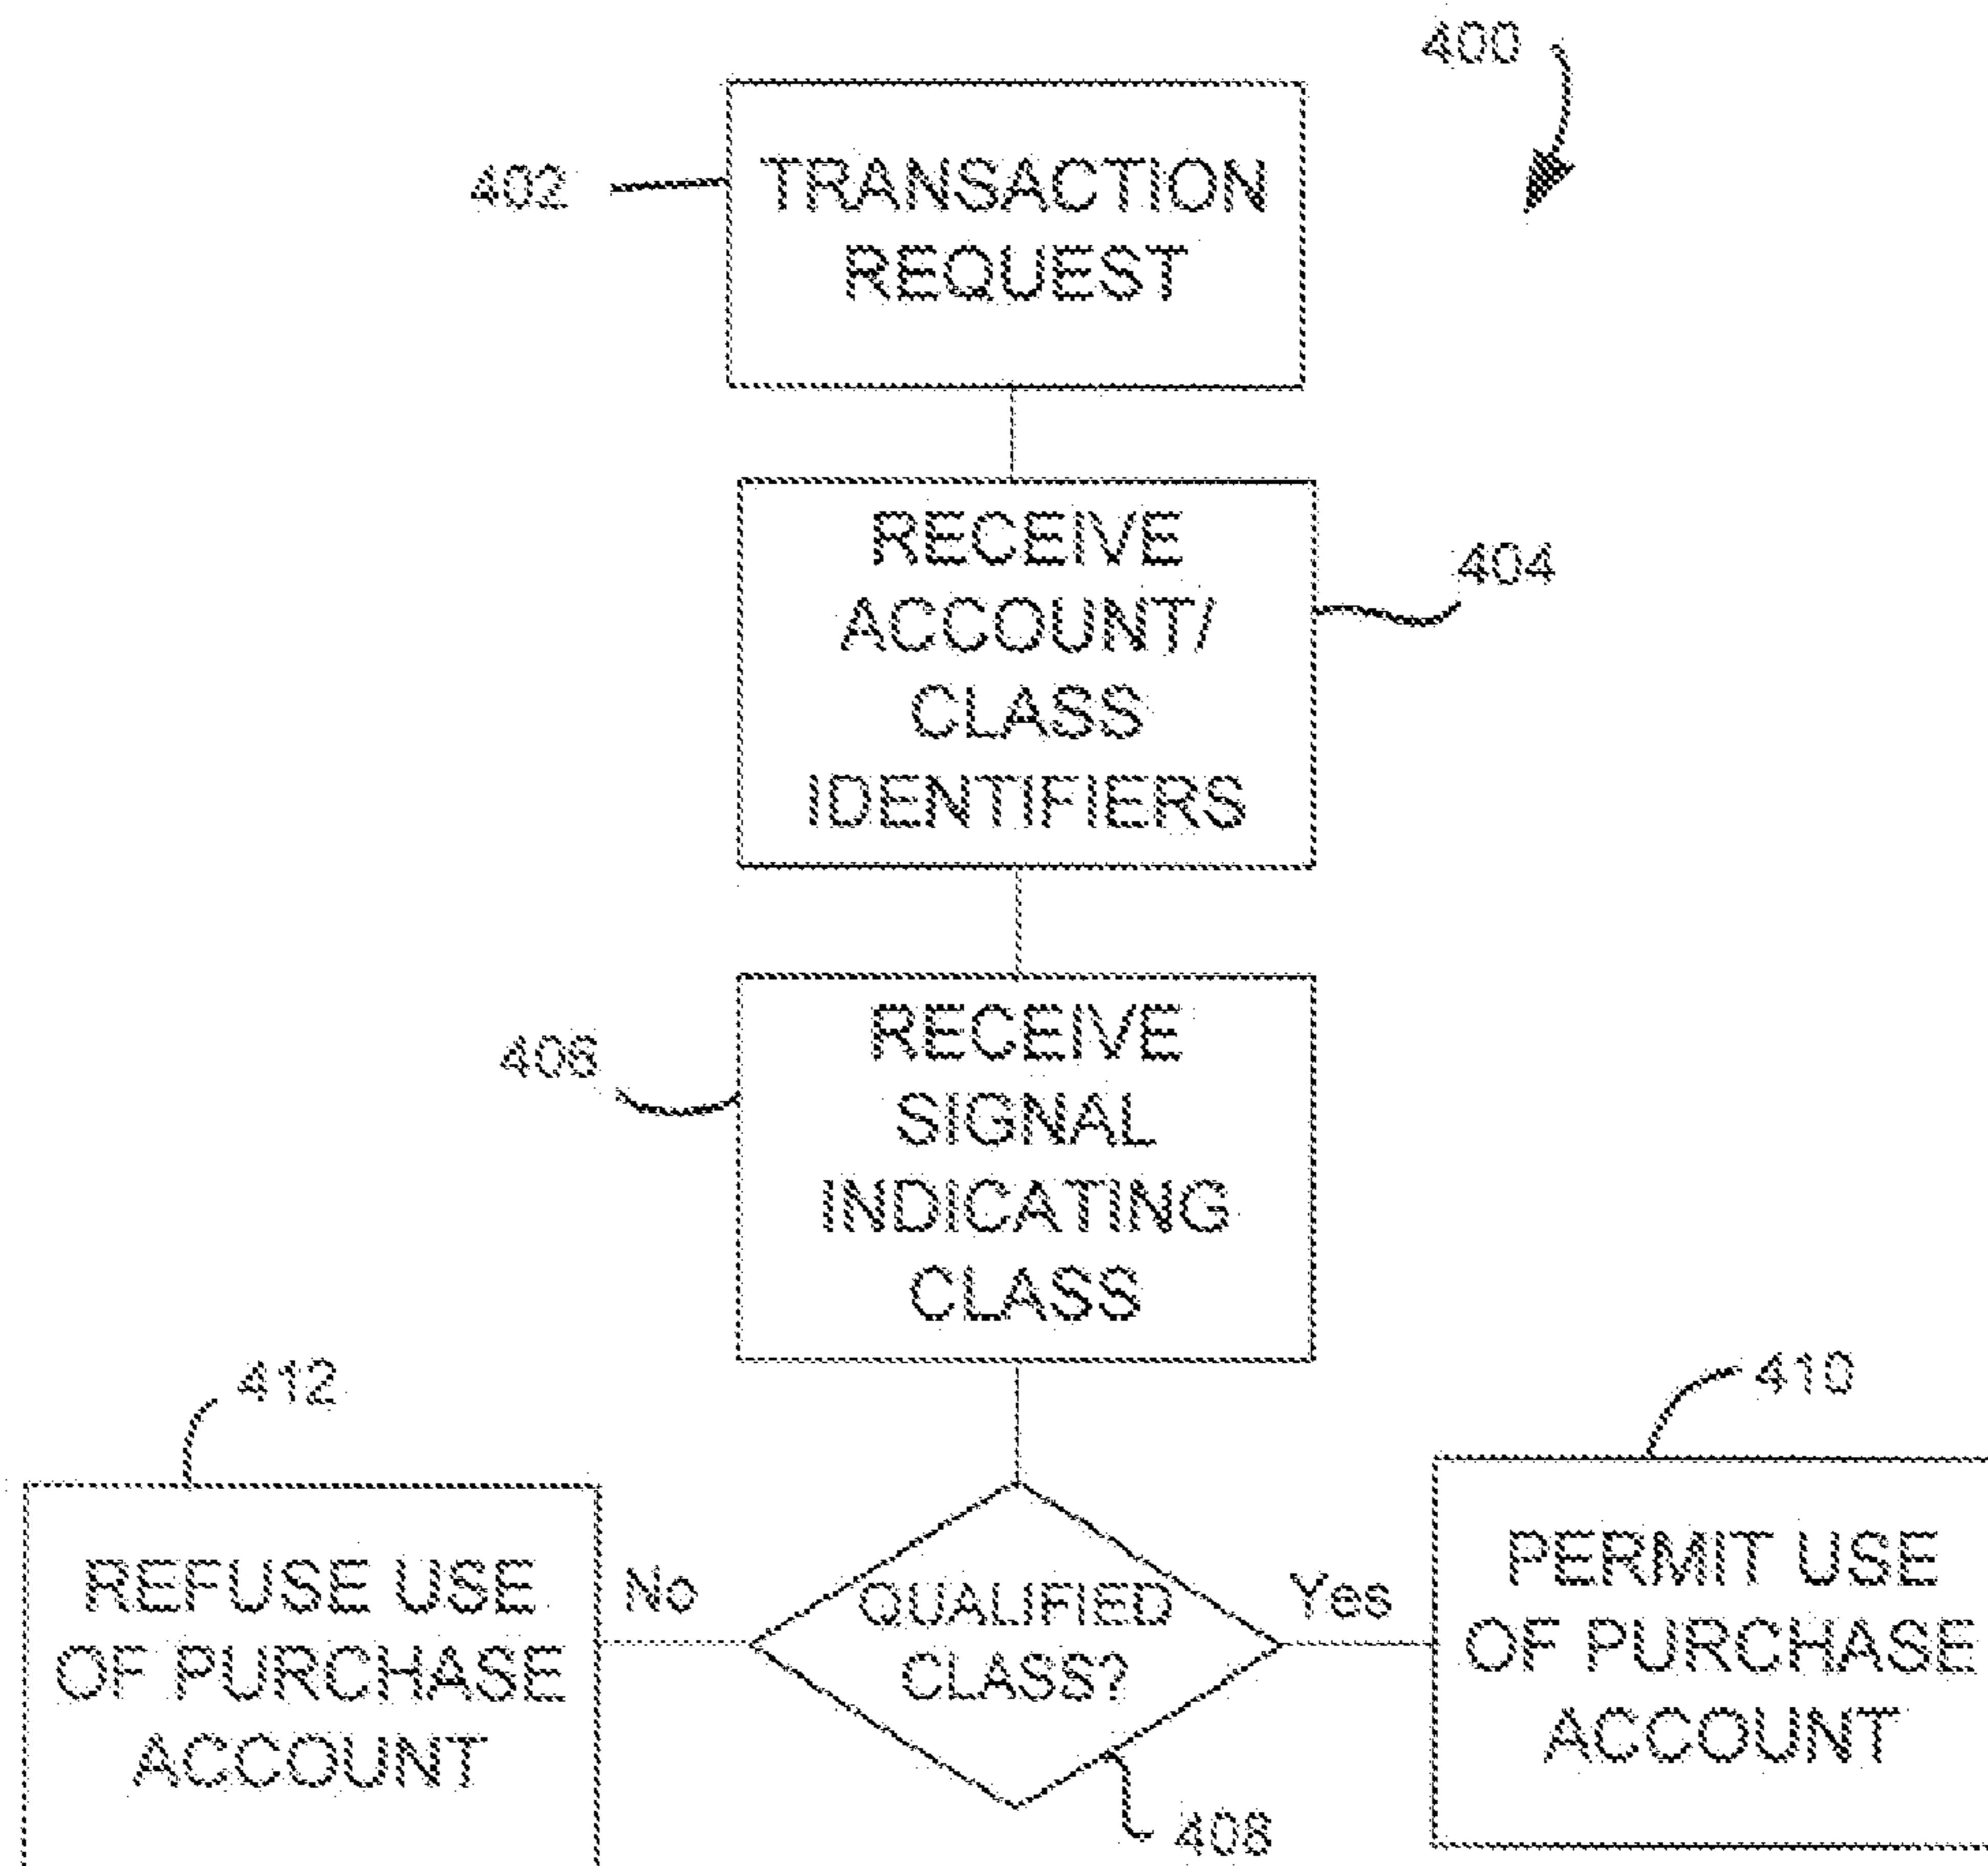 400
402
TRANSACTION
REQUEST
RECEIVE
ACCOUNT/
CLASS
IDENTIFIERS
404
406
RECEIVE
SIGNAL
INDICATING
CLASS
412
410
REFUSE USE
OF PURCHASE
ACCOUNT
No
QUALIFIED
CLASS?
Yes
PERMIT USE
OF PURCHASE
ACCOUNT
408